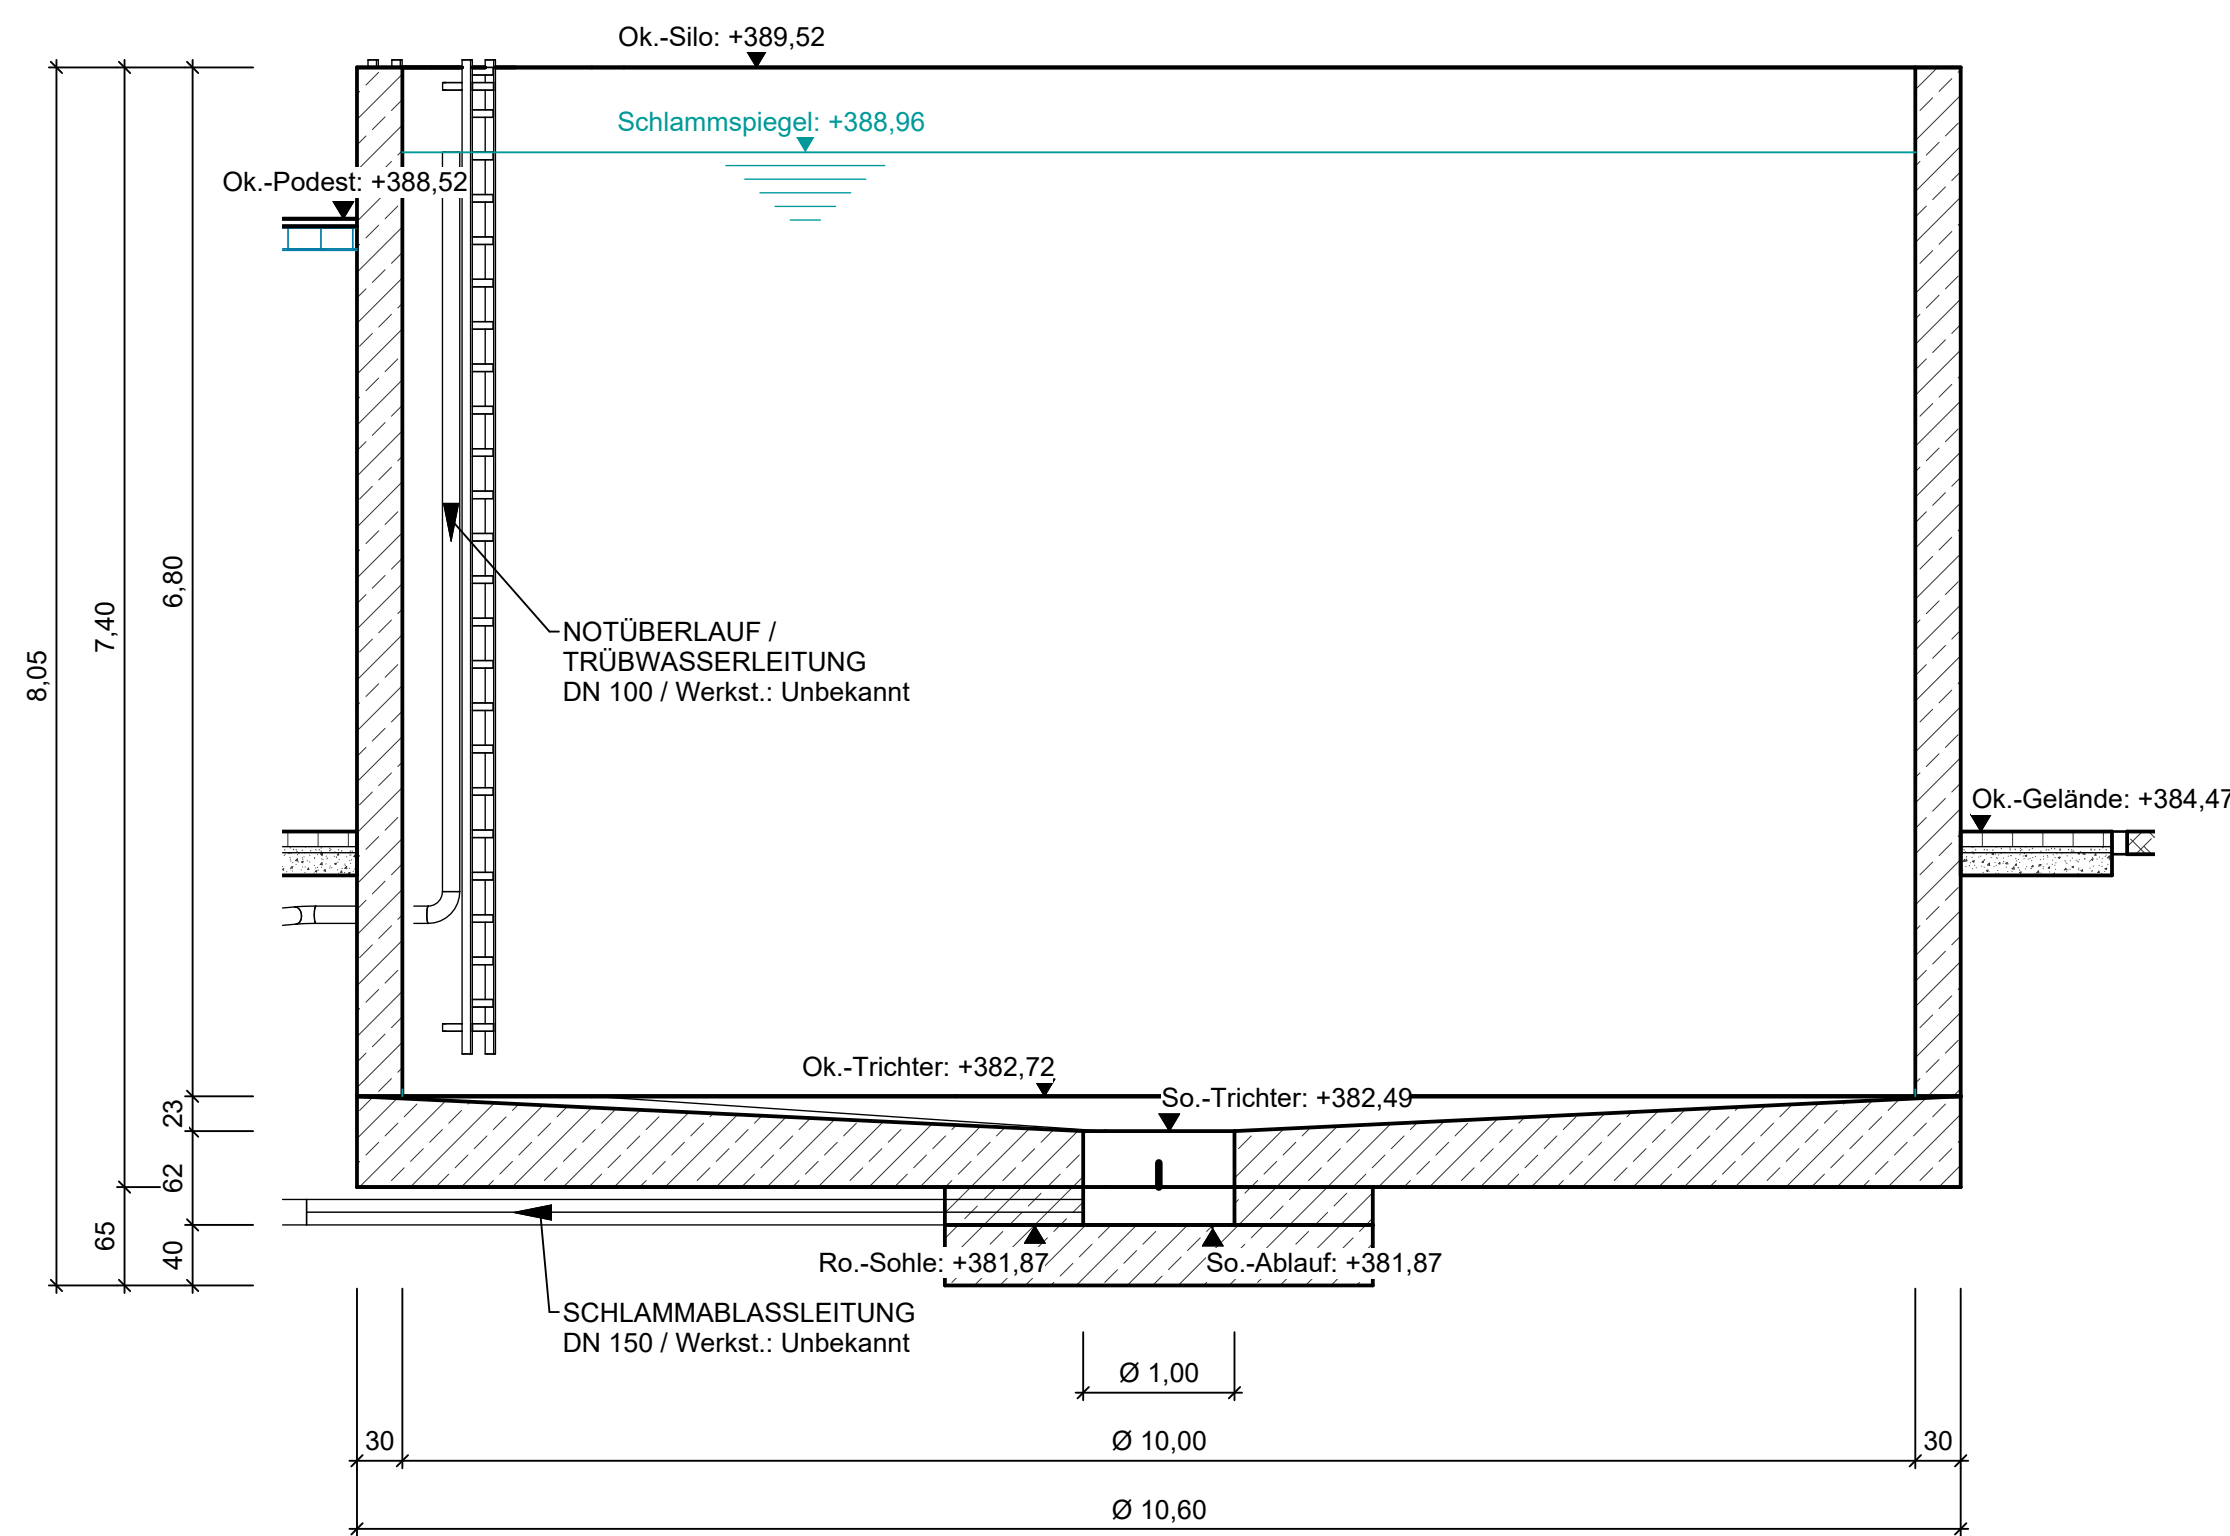 Ok.-Silo: +389,52
Schlammspiegel: +388,96
Ok.-Podest: +388,52
6,80
7,40
8,05
NOTÜBERLAUF /
TRÜBWASSERLEITUNG
DN 100 / Werkst.: Unbekannt
Ok.-Gelände: +384,47
Ok.-Trichter: +382,72
So.-Trichter: +382,49
23
62
65
40
Ro.-Sohle: +381,87
So.-Ablauf: +381,87
SCHLAMMABLASSLEITUNG
DN 150 / Werkst.: Unbekannt
Ø 1,00
30
Ø 10,00
30
Ø 10,60